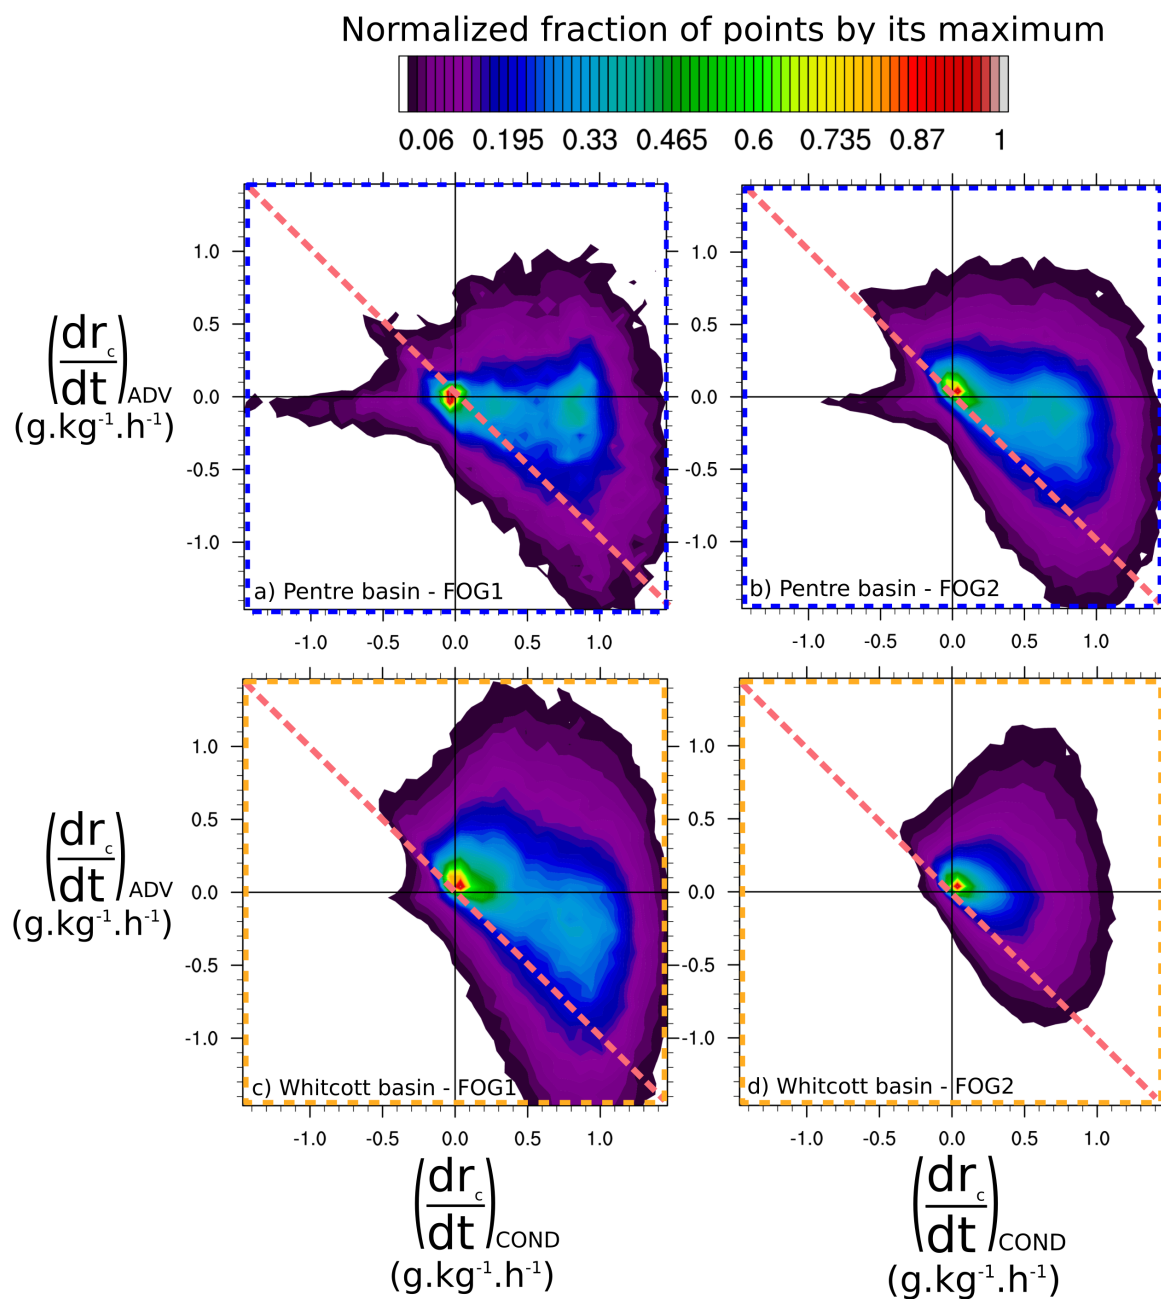 Normalized fraction of points by its maximum
0.06 0.195 0.33 0.465 0.6 0.735 0.87 1
1.0
0.5
0.0
-0.5
-1.0
(dr_c/dt)_ADV
(g.kg⁻¹.h⁻¹)
a) Pentre basin - FOG1
-1.0 -0.5 0.0 0.5 1.0
1.0
0.5
0.0
-0.5
-1.0
b) Pentre basin - FOG2
-1.0 -0.5 0.0 0.5 1.0
1.0
0.5
0.0
-0.5
-1.0
(dr_c/dt)_ADV
(g.kg⁻¹.h⁻¹)
c) Whitcott basin - FOG1
-1.0 -0.5 0.0 0.5 1.0
1.0
0.5
0.0
-0.5
-1.0
d) Whitcott basin - FOG2
-1.0 -0.5 0.0 0.5 1.0
(dr_c/dt)_COND
(g.kg⁻¹.h⁻¹)
(dr_c/dt)_COND
(g.kg⁻¹.h⁻¹)